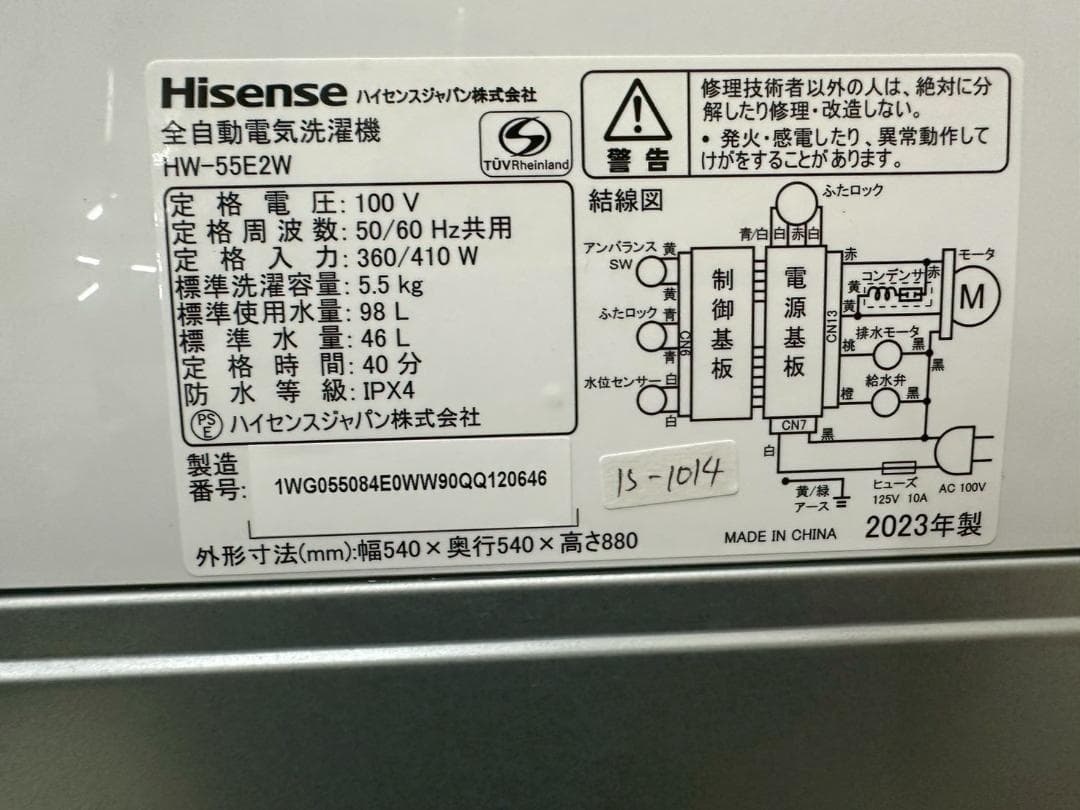 Hisense ハイセンスジャパン株式会社
全自動電気洗濯機
HW-55E2W
TÜVRheinland
警告
修理技術者以外の人は、絶対に分
解したり修理・改造しない。
・発火・感電したり、異常動作して
けがをすることがあります。
定格電圧: 100 V
定格周波数: 50/60 Hz共用
定格入力: 360/410 W
標準洗濯容量: 5.5 kg
標準使用水量: 98 L
標準水量: 46 L
定格時間: 40 分
防水等級: IPX4
PSE ハイセンスジャパン株式会社
製造
番号:
1WG055084E0WW90QQ120646
外形寸法(mm):幅540×奥行540×高さ880
結線図
ふたロック
青/白 白 赤 白
アンバランス
SW
黄
黄
ふたロック
青
青
水位センサー
白
白
CN6
制御基板
電源基板
CN13
CN7
赤
コンデンサ
赤
モータ
M
黄
黄
排水モータ
桃
黒
黒
給水弁
橙
黒
黒
白
ヒューズ
125V 10A
AC 100V
黄/緑
アース
15-1014
MADE IN CHINA
2023年製